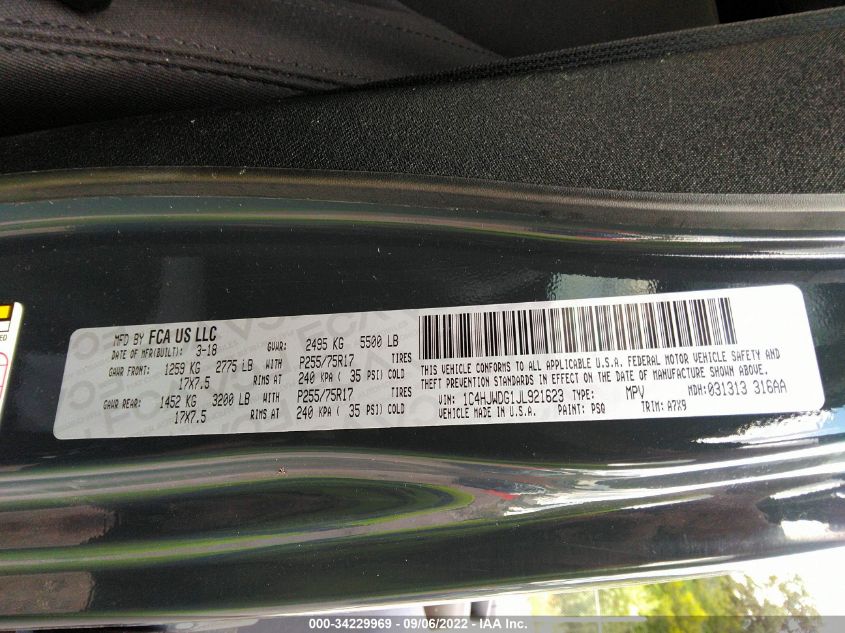 MFD BY FCA US LLC
DATE OF MFR(BUILT): 3-18 GVWR: 2495 KG 5500 LB
GAWR FRONT: 1259 KG 2775 LB WITH P255/75R17 TIRES
17X7.5 RIMS AT 240 KPA ( 35 PSI) COLD
GAWR REAR: 1452 KG 3200 LB WITH P255/75R17 TIRES
17X7.5 RIMS AT 240 KPA ( 35 PSI) COLD
THIS VEHICLE CONFORMS TO ALL APPLICABLE U.S.A. FEDERAL MOTOR VEHICLE SAFETY AND
THEFT PREVENTION STANDARDS IN EFFECT ON THE DATE OF MANUFACTURE SHOWN ABOVE.
VIN: 1C4HJWDG1JL921623 TYPE: MPV MDH: 031313 316AA
VEHICLE MADE IN U.S.A. PAINT: PSQ TRIM: A7X9
000-34229969 - 09/06/2022 - IAA Inc.